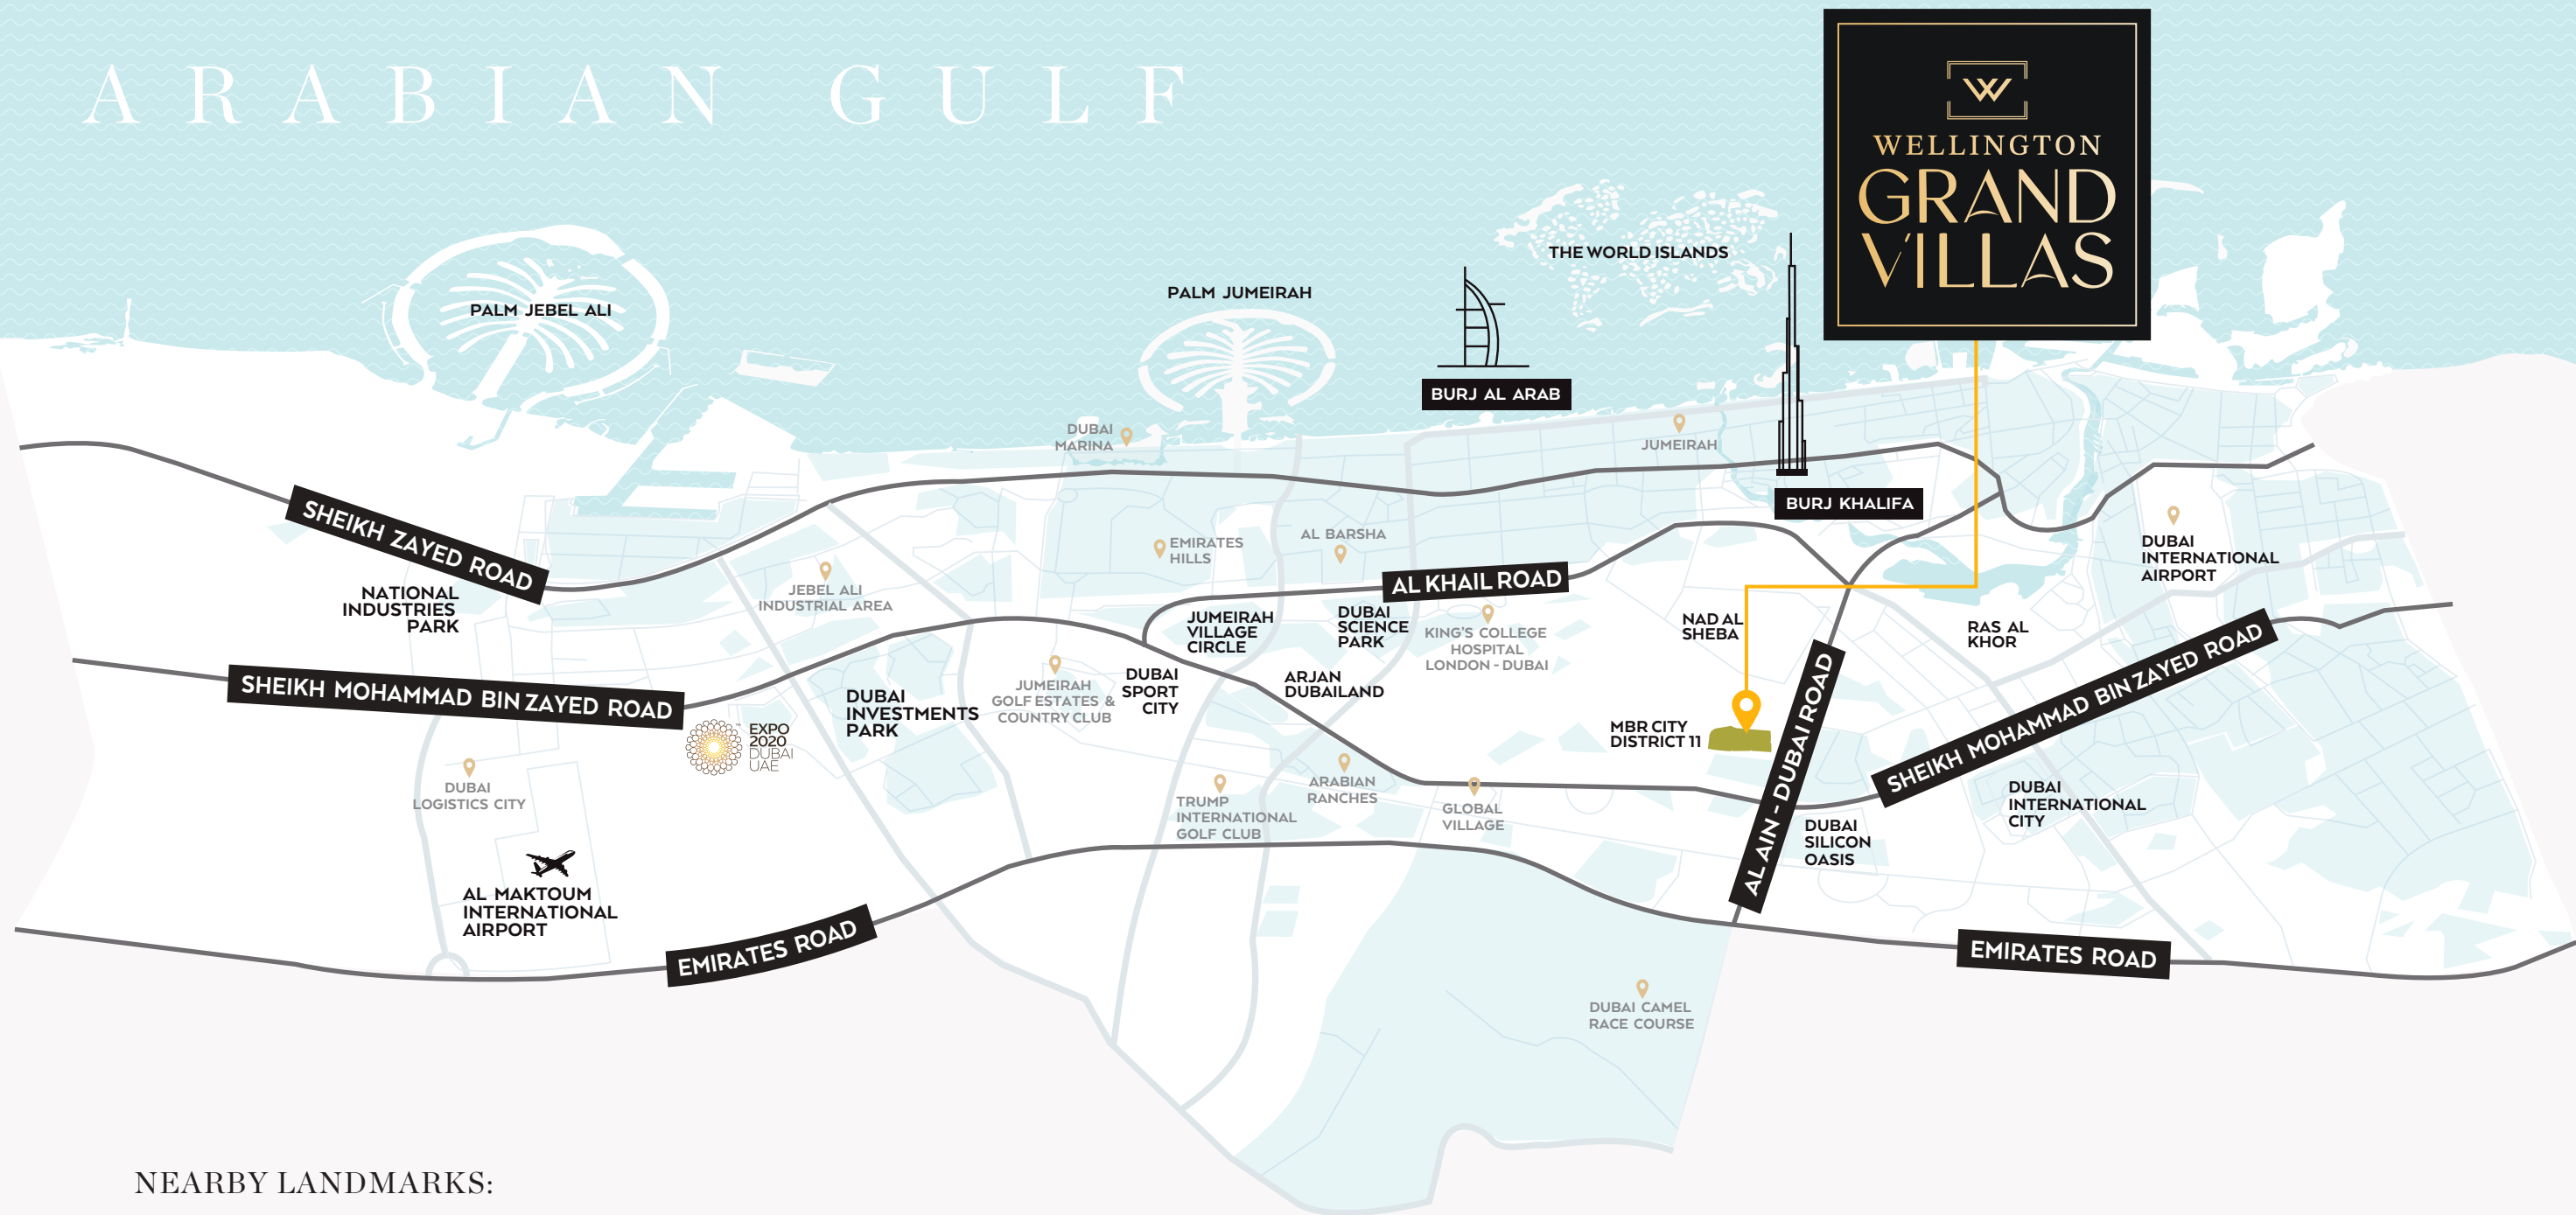 ARABIAN GULF
W
WELLINGTON
GRAND
VILLAS
THE WORLD ISLANDS
PALM JUMEIRAH
PALM JEBEL ALI
BURJ AL ARAB
DUBAI
MARINA
JUMEIRAH
BURJ KHALIFA
SHEIKH ZAYED ROAD
NATIONAL
INDUSTRIES
PARK
JEBEL ALI
INDUSTRIAL AREA
EMIRATES
HILLS
AL BARSHA
AL KHAIL ROAD
DUBAI
INTERNATIONAL
AIRPORT
JUMEIRAH
VILLAGE
CIRCLE
DUBAI
SCIENCE
PARK
KING'S COLLEGE
HOSPITAL
LONDON - DUBAI
NAD AL
SHEBA
RAS AL
KHOR
SHEIKH MOHAMMAD BIN ZAYED ROAD
SHEIKH MOHAMMAD BIN ZAYED ROAD
EXPO
2020
DUBAI
UAE
DUBAI
INVESTMENTS
PARK
JUMEIRAH
GOLF ESTATES &
COUNTRY CLUB
DUBAI
SPORT
CITY
ARJAN
DUBAILAND
MBR CITY
DISTRICT 11
AL AIN - DUBAI ROAD
DUBAI
LOGISTICS CITY
TRUMP
INTERNATIONAL
GOLF CLUB
ARABIAN
RANCHES
GLOBAL
VILLAGE
DUBAI
SILICON
OASIS
DUBAI
INTERNATIONAL
CITY
AL MAKTOUM
INTERNATIONAL
AIRPORT
EMIRATES ROAD
EMIRATES ROAD
DUBAI CAMEL
RACE COURSE
NEARBY LANDMARKS: